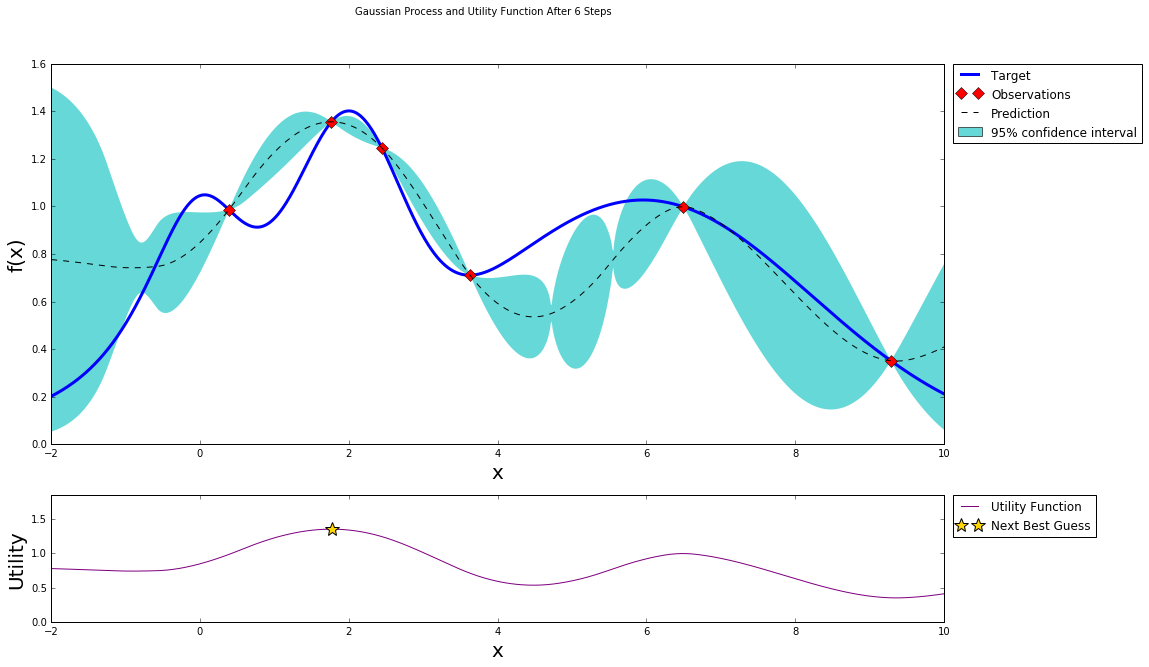 Gaussian Process and Utility Function After 6 Steps
1.6
1.4
1.2
1.0
0.8
0.6
0.4
0.2
0.0
f(x)
−2 0 2 4 6 8 10
x
Target
Observations
Prediction
95% confidence interval
1.5
1.0
0.5
0.0
Utility
−2 0 2 4 6 8 10
x
Utility Function
Next Best Guess